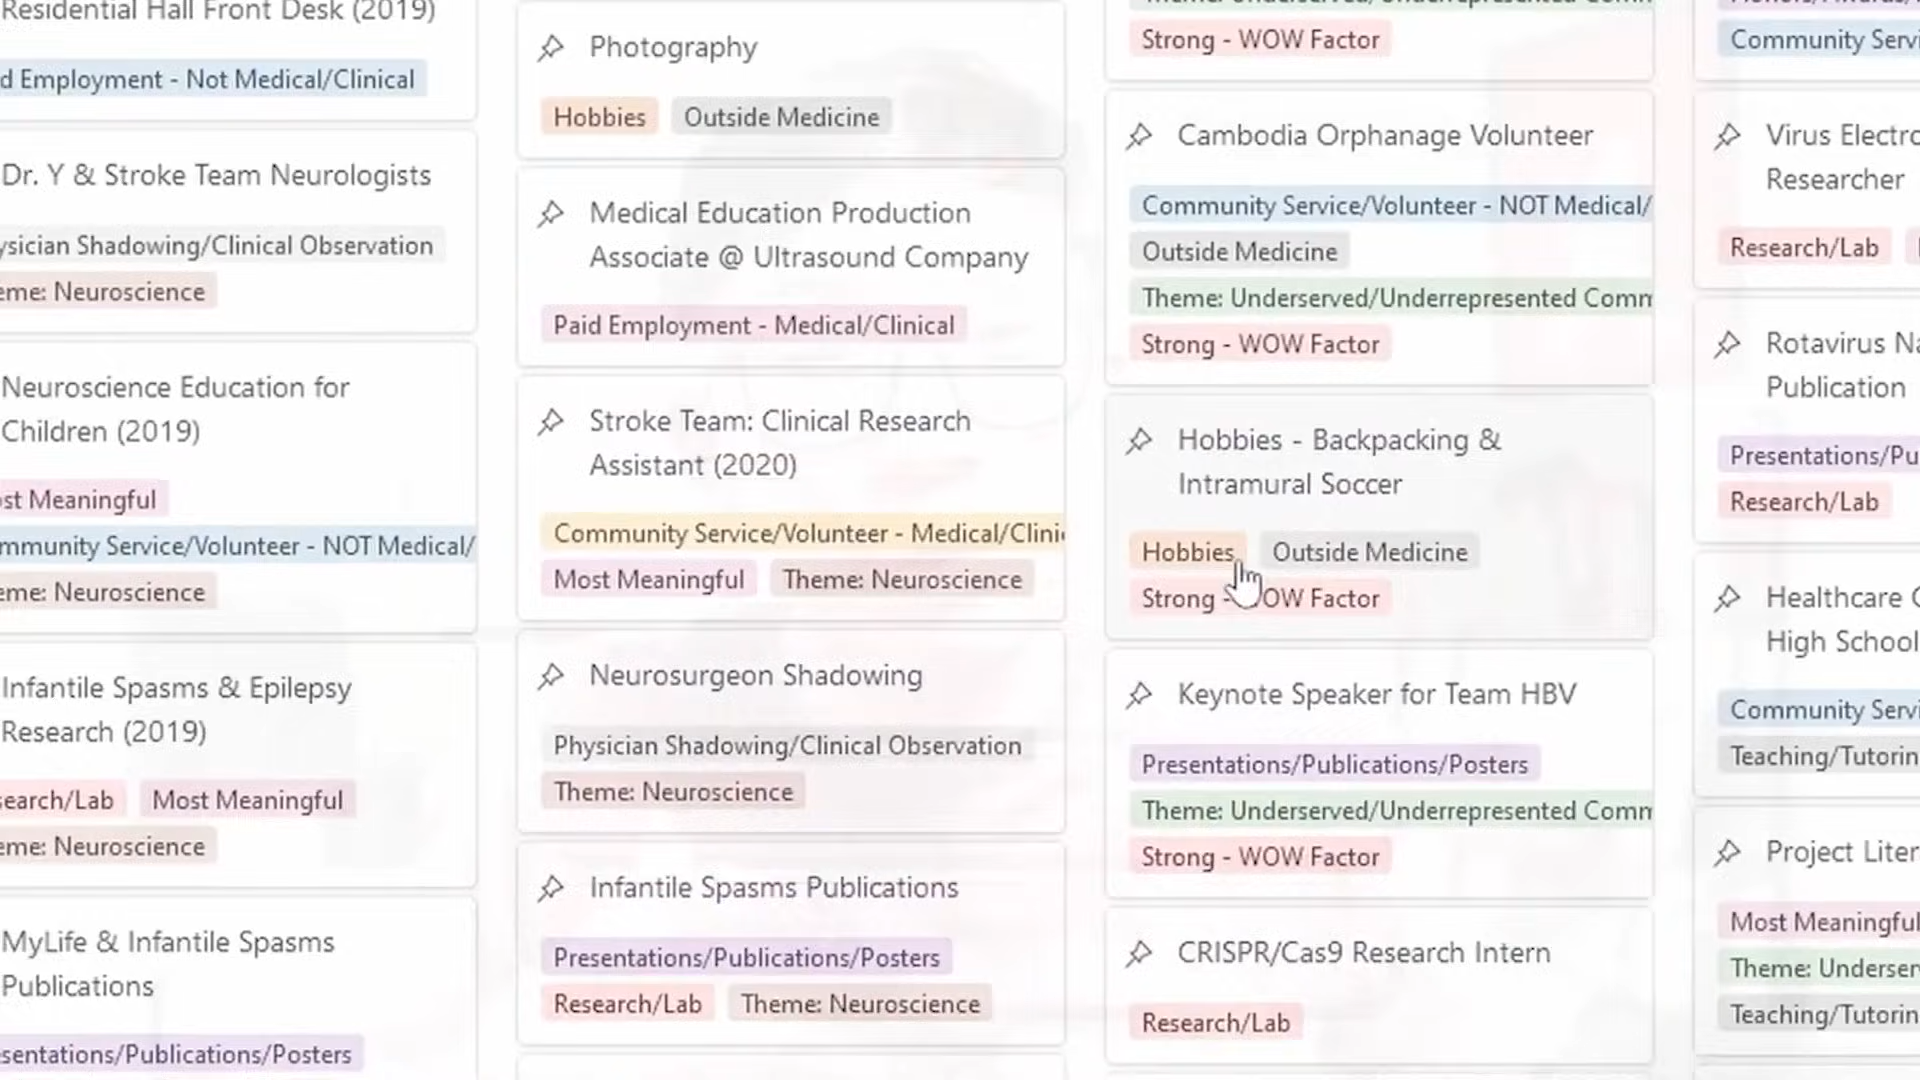 Residential Hall Front Desk (2019)
d Employment - Not Medical/Clinical
Dr. Y & Stroke Team Neurologists
ysician Shadowing/Clinical Observation
eme: Neuroscience
Neuroscience Education for
Children (2019)
ost Meaningful
mmunity Service/Volunteer - NOT Medical/
eme: Neuroscience
Infantile Spasms & Epilepsy
Research (2019)
search/Lab Most Meaningful
eme: Neuroscience
MyLife & Infantile Spasms
Publications
sentations/Publications/Posters
Photography
Hobbies Outside Medicine
Medical Education Production
Associate @ Ultrasound Company
Paid Employment - Medical/Clinical
Stroke Team: Clinical Research
Assistant (2020)
Community Service/Volunteer - Medical/Clini
Most Meaningful Theme: Neuroscience
Neurosurgeon Shadowing
Physician Shadowing/Clinical Observation
Theme: Neuroscience
Infantile Spasms Publications
Presentations/Publications/Posters
Research/Lab Theme: Neuroscience
Theme: Underserved/Underrepresented Comm
Strong - WOW Factor
Cambodia Orphanage Volunteer
Community Service/Volunteer - NOT Medical/
Outside Medicine
Theme: Underserved/Underrepresented Comm
Strong - WOW Factor
Hobbies - Backpacking &
Intramural Soccer
Hobbies Outside Medicine
Strong - WOW Factor
Keynote Speaker for Team HBV
Presentations/Publications/Posters
Theme: Underserved/Underrepresented Comm
Strong - WOW Factor
CRISPR/Cas9 Research Intern
Research/Lab
Community Servi
Virus Electro
Researcher
Research/Lab
Rotavirus Na
Publication
Presentations/Pu
Research/Lab
Healthcare
High School
Community Servi
Teaching/Tutorin
Project Liter
Most Meaningful
Theme: Underser
Teaching/Tutorin